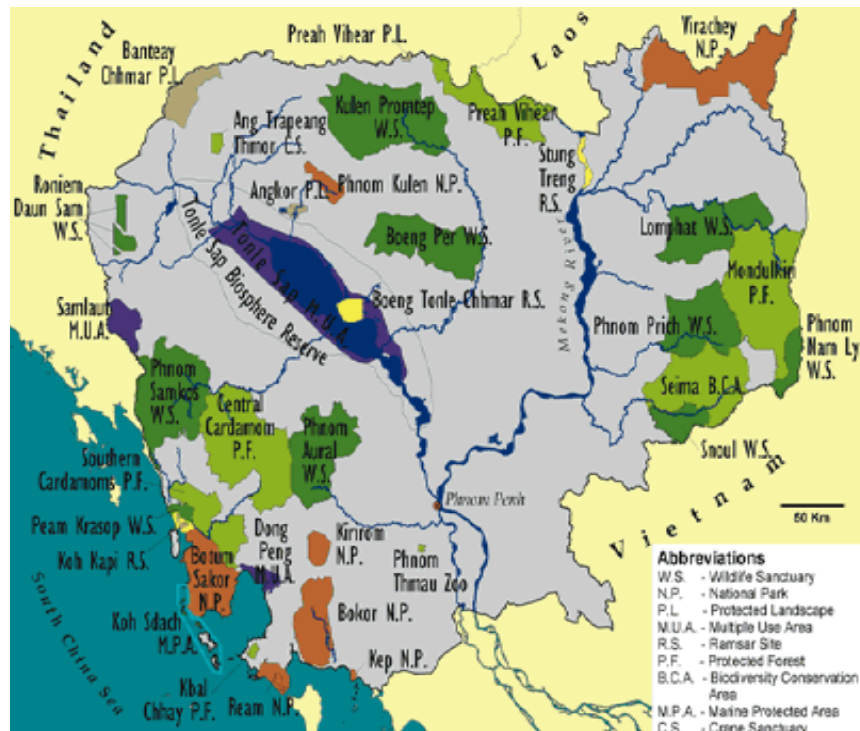 Preah Vihear P.L.
Laos
Virachey
N.P.
Thailand
Banteay
Chhmar P.L.
Kulen Promtep
W.S.
Preah Vihear
P.F.
Ang Trapeang
Thmor C.S.
Stung
Treng
R.S.
Roniem
Daun Sam
W.S.
Angkor P.L.
Phnom Kulen N.P.
Tonle Sap M.U.A.
Tonle Sap Biosphere Reserve
Boeng Per W.S.
Lomphat W.S.
Mondulkiri
P.F.
Mekong River
Boeng Tonle Chhmar R.S.
Samlaut
M.U.A.
Phnom Prich W.S.
Phnom
Nam Ly
W.S.
Phnom
Samkos
W.S.
Central
Cardamom
P.F.
Phnom
Aural
W.S.
Seima B.C.A.
Snoul W.S.
Southern
Cardamoms P.F.
Vietnam
Phnom Penh
50 Km
Peam Krasop W.S.
Koh Kapi R.S.
Botum
Sakor
N.P.
Dong
Peng
M.U.A.
Kirirom
N.P.
Phnom
Thmau Zoo
South China Sea
Koh Sdach
M.P.A.
Bokor N.P.
Kep N.P.
Kbal
Chhay P.F.
Ream N.P.
Abbreviations
W.S. - Wildlife Sanctuary
N.P. - National Park
P.L - Protected Landscape
M.U.A. - Multiple Use Area
R.S. - Ramsar Site
P.F. - Protected Forest
B.C.A. - Biodiversity Conservation
Area
M.P.A. - Marine Protected Area
C.S. - Crane Sanctuary